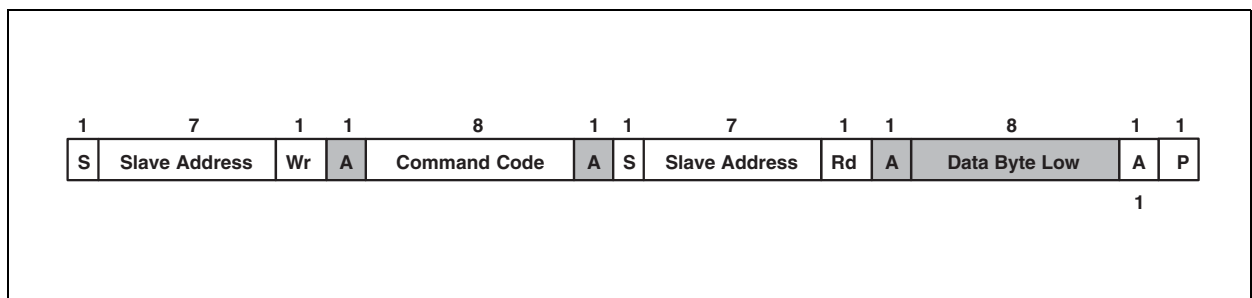 1 7 1 1 8 1 1 7 1 1 8 1 1
S Slave Address Wr A Command Code A S Slave Address Rd A Data Byte Low A P
1